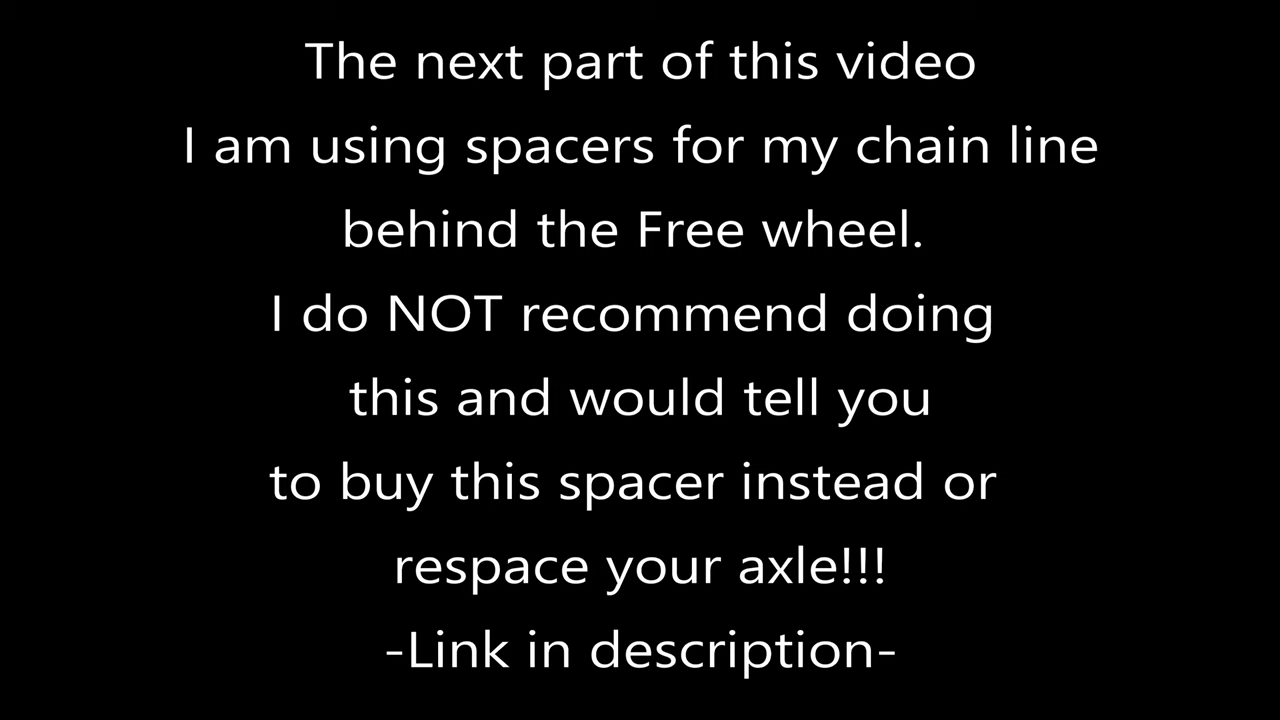 The next part of this video
I am using spacers for my chain line
behind the Free wheel.
I do NOT recommend doing
this and would tell you
to buy this spacer instead or
respace your axle!!!
-Link in description-